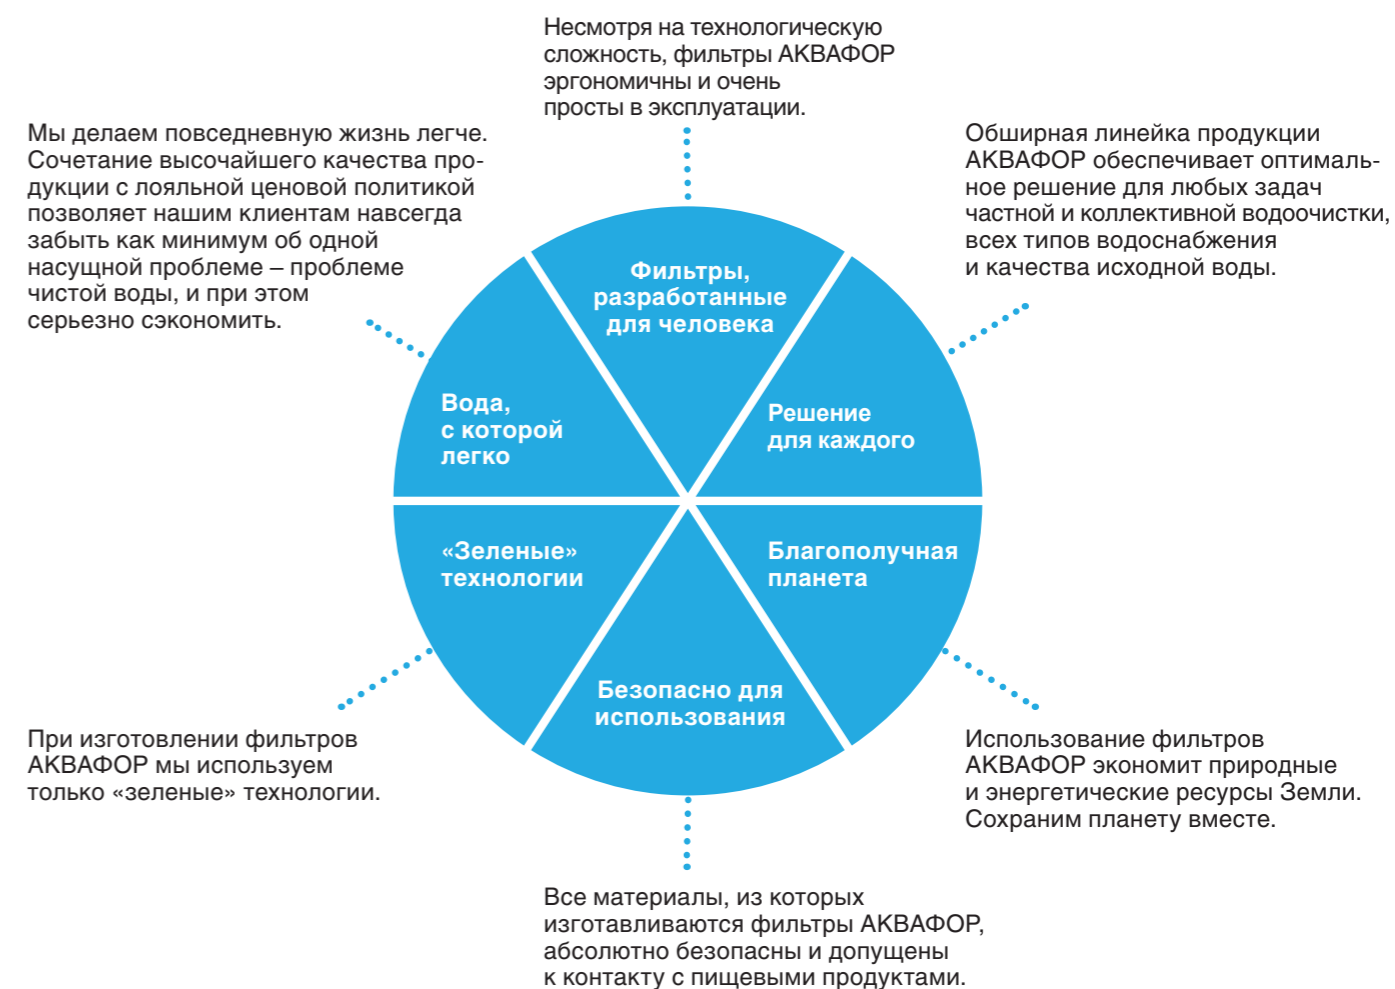 Несмотря на технологическую
сложность, фильтры АКВАФОР
эргономичны и очень
просты в эксплуатации.
Мы делаем повседневную жизнь легче.
Сочетание высочайшего качества про-
дукции с лояльной ценовой политикой
позволяет нашим клиентам навсегда
забыть как минимум об одной
насущной проблеме – проблеме
чистой воды, и при этом
серьезно сэкономить.
Обширная линейка продукции
АКВАФОР обеспечивает оптималь-
ное решение для любых задач
частной и коллективной водоочистки,
всех типов водоснабжения
и качества исходной воды.
Фильтры,
разработанные
для человека
Вода,
с которой
легко
Решение
для каждого
«Зеленые»
технологии
Благополучная
планета
Безопасно для
использования
При изготовлении фильтров
АКВАФОР мы используем
только «зеленые» технологии.
Использование фильтров
АКВАФОР экономит природные
и энергетические ресурсы Земли.
Сохраним планету вместе.
Все материалы, из которых
изготавливаются фильтры АКВАФОР,
абсолютно безопасны и допущены
к контакту с пищевыми продуктами.